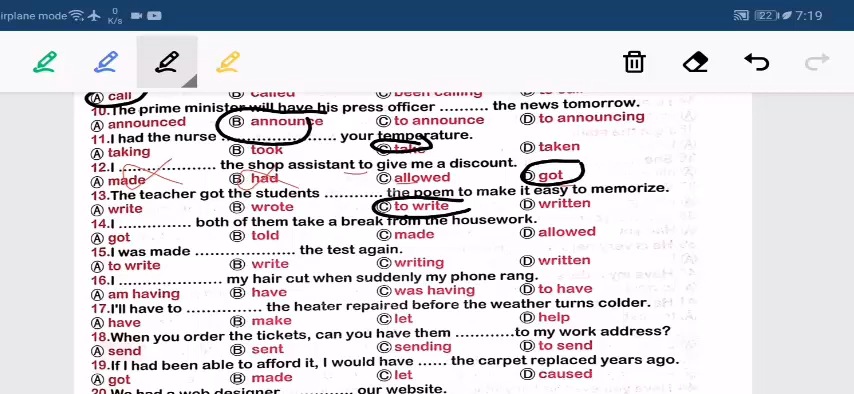 irplane mode 0 K/s 22 7:19
Ⓐ call Ⓑ called Ⓒ been calling
10.The prime minister will have his press officer .......... the news tomorrow.
Ⓐ announced Ⓑ announce Ⓒ to announce Ⓓ to announcing
11.I had the nurse ........................ your temperature.
Ⓐ taking Ⓑ took Ⓒ take Ⓓ taken
12.I .................... the shop assistant to give me a discount.
Ⓐ made Ⓑ had Ⓒ allowed Ⓓ got
13.The teacher got the students ............ the poem to make it easy to memorize.
Ⓐ write Ⓑ wrote Ⓒ to write Ⓓ written
14.I ............... both of them take a break from the housework.
Ⓐ got Ⓑ told Ⓒ made Ⓓ allowed
15.I was made ..................... the test again.
Ⓐ to write Ⓑ write Ⓒ writing Ⓓ written
16.I ..................... my hair cut when suddenly my phone rang.
Ⓐ am having Ⓑ have Ⓒ was having Ⓓ to have
17.I'll have to ................ the heater repaired before the weather turns colder.
Ⓐ have Ⓑ make Ⓒ let Ⓓ help
18.When you order the tickets, can you have them .............to my work address?
Ⓐ send Ⓑ sent Ⓒ sending Ⓓ to send
19.If I had been able to afford it, I would have ...... the carpet replaced years ago.
Ⓐ got Ⓑ made Ⓒ let Ⓓ caused
20.We had a web designer .............. our website.